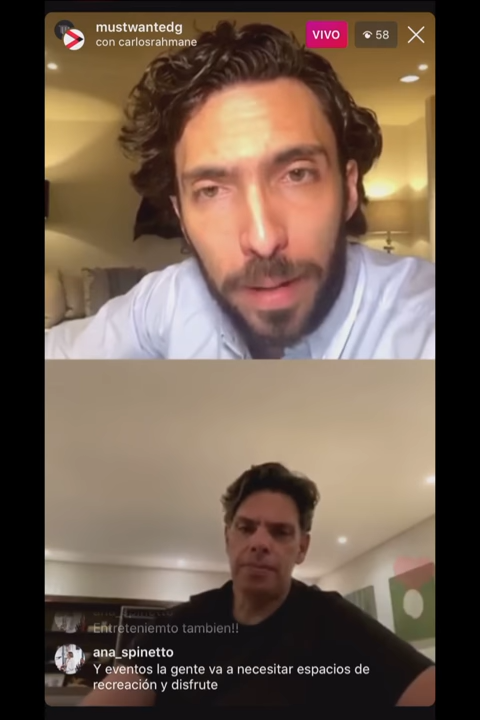 mustwantedg
con carlosrahmane
VIVO
58
Entreteniemto tambien!!
ana_spinetto
Y eventos la gente va a necesitar espacios de
recreación y disfrute